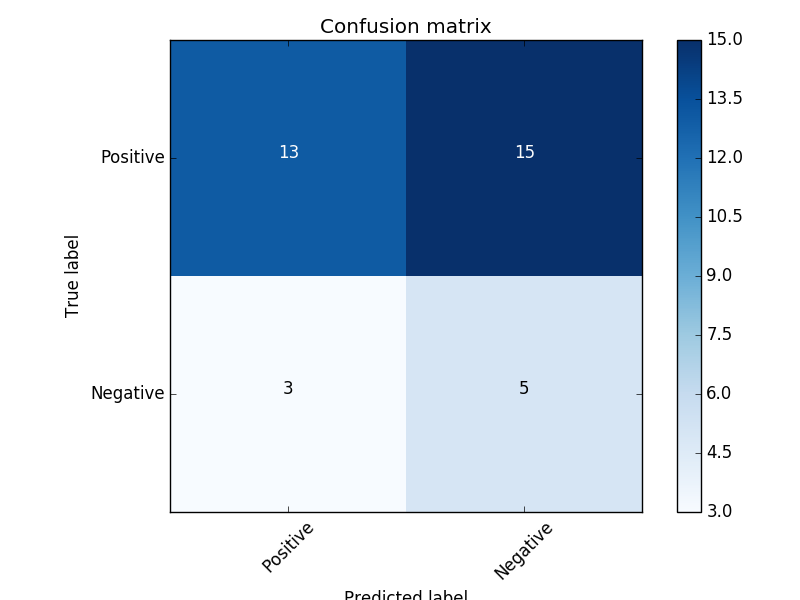 Confusion matrix
True label
Positive
13
15
Negative
3
5
Positive
Negative
Predicted label
15.0
13.5
12.0
10.5
9.0
7.5
6.0
4.5
3.0